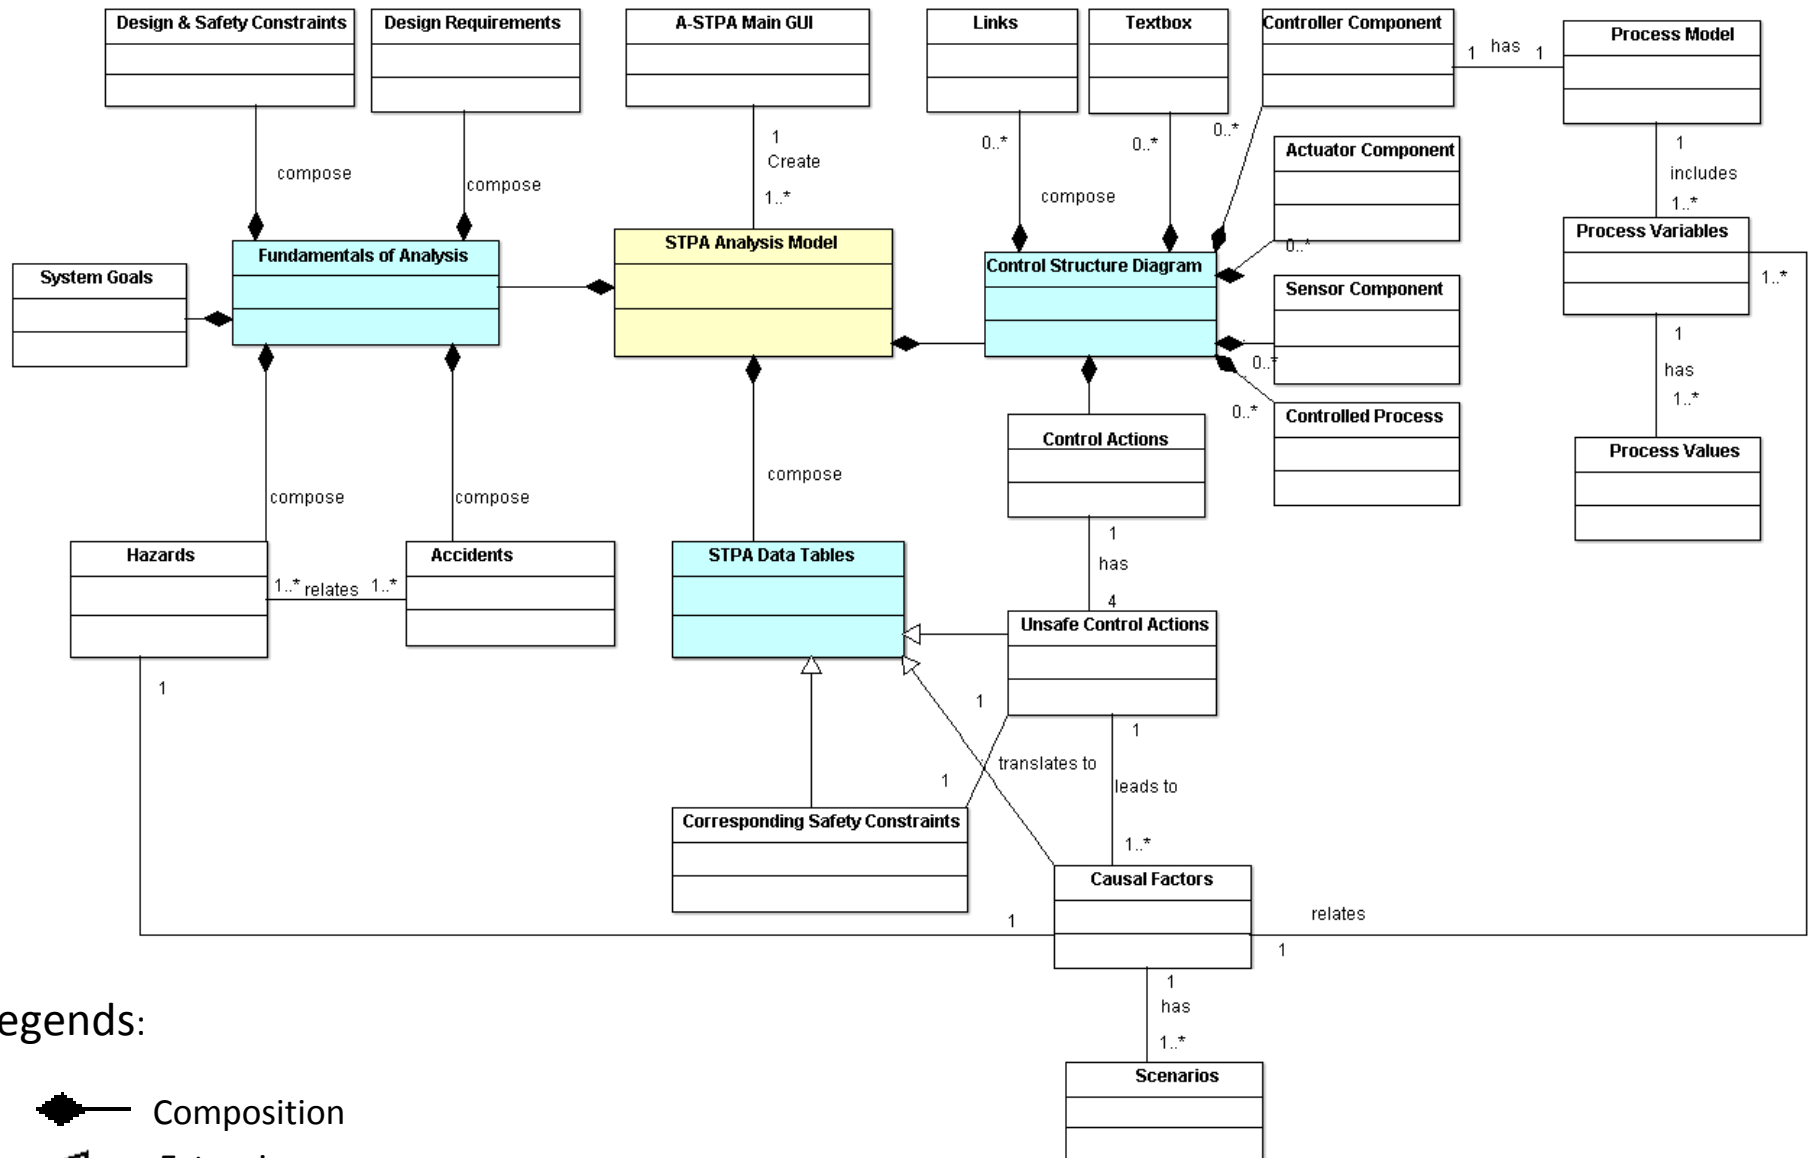 Design & Safety Constraints
Design Requirements
A-STPA Main GUI
Links
Textbox
Controller Component
Process Model
1 has 1
0..*
0..*
0..*
1
Create
1..*
compose
compose
compose
Actuator Component
1
includes
1..*
System Goals
Fundamentals of Analysis
STPA Analysis Model
Control Structure Diagram
0..*
Process Variables
1..*
Sensor Component
0..*
1
has
1..*
0..*
Controlled Process
Control Actions
Process Values
compose
compose
compose
1
has
4
Hazards
1..* relates 1..*
Accidents
STPA Data Tables
Unsafe Control Actions
1
1
1
translates to
1
leads to
1..*
Corresponding Safety Constraints
Causal Factors
1
relates
1
1
has
1..*
Scenarios
egends:
Composition